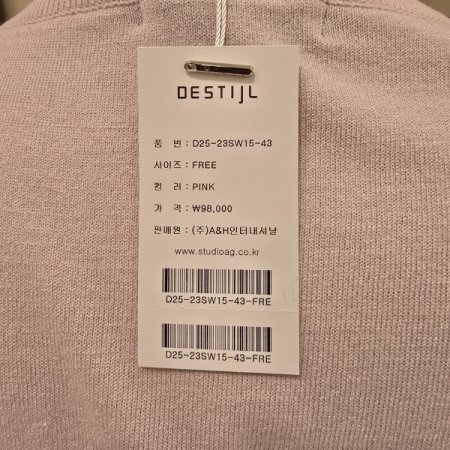 DESTIJL
품 번 : D25-23SW15-43
사이즈 : FREE
컬 러 : PINK
가 격 : ₩98,000
판매원 : (주)A&H인터내셔날
www.studioag.co.kr
D25-23SW15-43-FRE
D25-23SW15-43-FRE